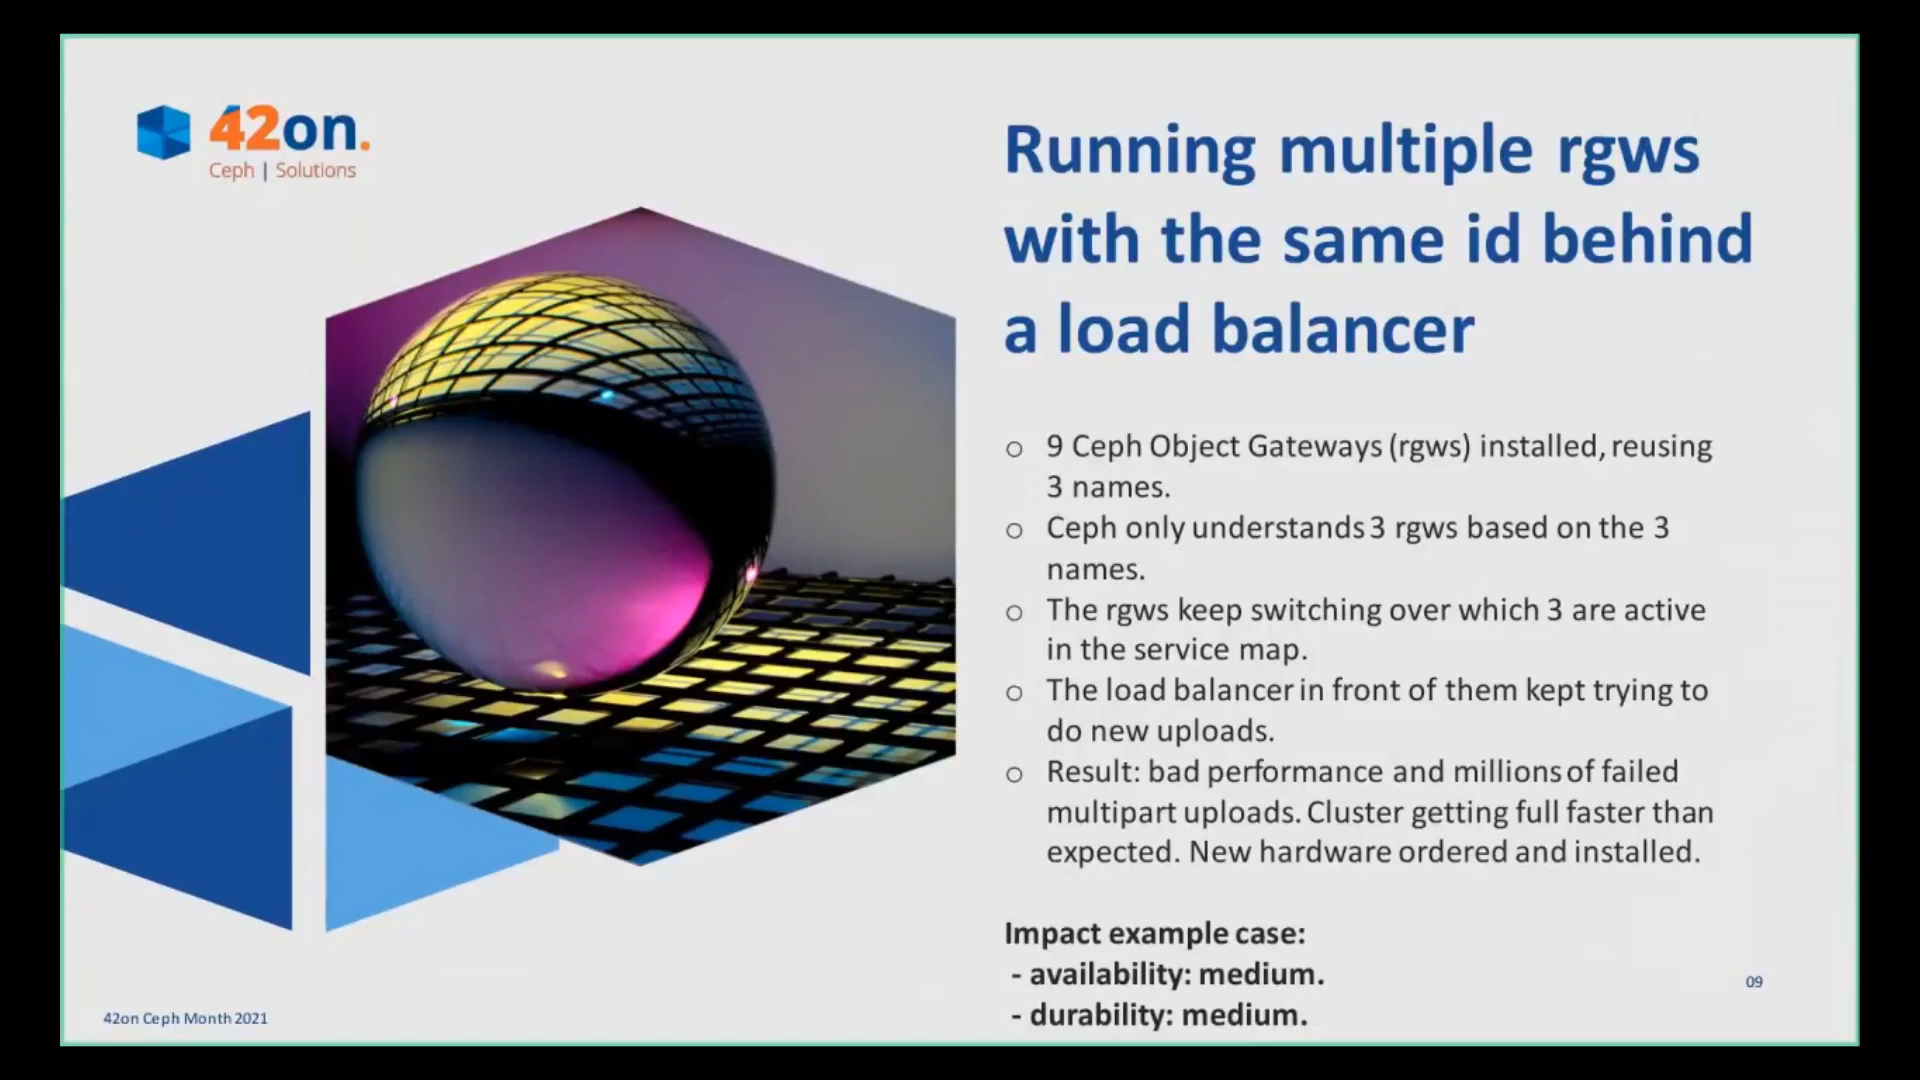 42on.
Ceph | Solutions
Running multiple rgws
with the same id behind
a load balancer
o 9 Ceph Object Gateways (rgws) installed, reusing
3 names.
o Ceph only understands 3 rgws based on the 3
names.
o The rgws keep switching over which 3 are active
in the service map.
o The load balancer in front of them kept trying to
do new uploads.
o Result: bad performance and millions of failed
multipart uploads. Cluster getting full faster than
expected. New hardware ordered and installed.
Impact example case:
- availability: medium.
- durability: medium.
09
42on Ceph Month 2021